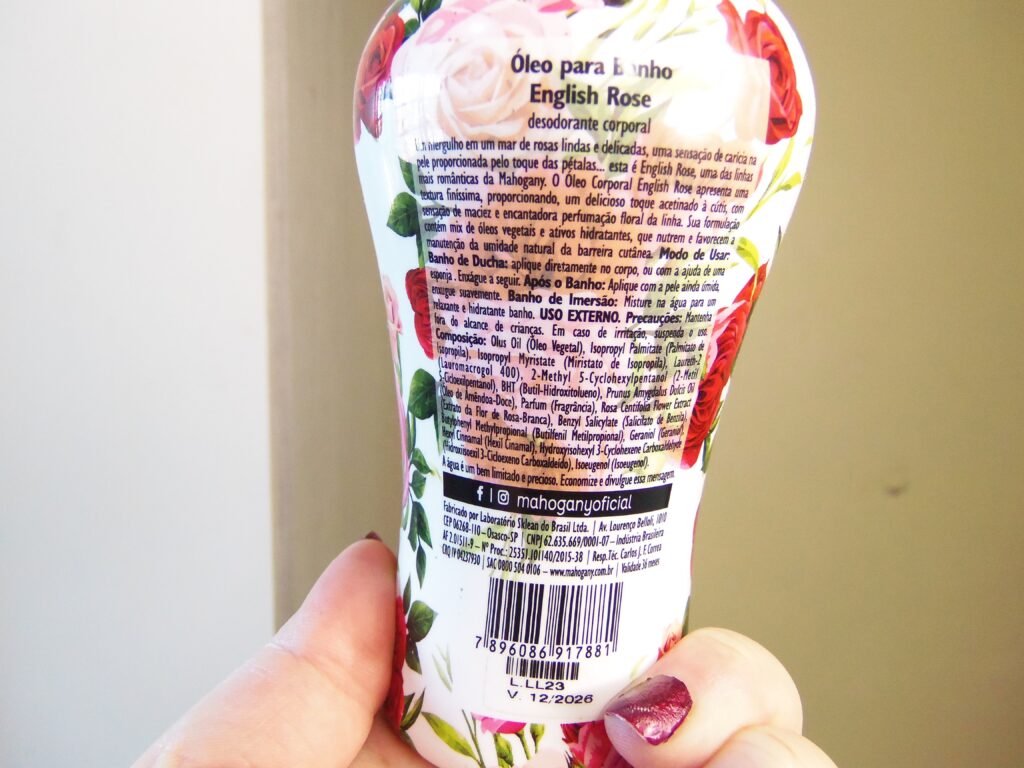 Óleo para Banho
English Rose
desodorante corporal
mergulho em um mar de rosas lindas e delicadas, uma sensação de carícia na
pele proporcionada pelo toque das pétalas... esta é English Rose, uma das linhas
mais românticas da Mahogany. O Óleo Corporal English Rose apresenta uma
textura finíssima, proporcionando, um delicioso toque acetinado à cútis, com
sensação de maciez e encantadora perfumação floral da linha. Sua formulação
contém mix de óleos vegetais e ativos hidratantes, que nutrem e favorecem a
manutenção da umidade natural da barreira cutânea. Modo de Usar:
Banho de Ducha: aplique diretamente no corpo, ou com a ajuda de uma
esponja . Enxágue a seguir. Após o Banho: Aplique com a pele ainda úmida,
enxugue suavemente. Banho de Imersão: Misture na água para um
relaxante e hidratante banho. USO EXTERNO. Precauções: Mantenha
fora do alcance de crianças. Em caso de irritação, suspenda o uso.
Composição: Olus Oil (Óleo Vegetal), Isopropyl Palmitate (Palmitato de
Isopropila), Isopropyl Myristate (Miristato de Isopropila), Laureth-2
(Lauromacrogol 400), 2-Methyl 5-Cyclohexylpentanol (2-Metil
5-Cicloexilpentanol), BHT (Butil-Hidroxitolueno), Prunus Amygdalus Dulcis Oil
(Óleo de Amêndoa-Doce), Parfum (Fragrância), Rosa Centifolia Flower Extract
(Extrato da Flor de Rosa-Branca), Benzyl Salicylate (Salicilato de Benzila),
Butylphenyl Methylpropional (Butilfenil Metilpropional), Geraniol (Geraniol),
Hexyl Cinnamal (Hexil Cinamal), Hydroxyisohexyl 3-Cyclohexene Carboxaldehyde
(Hidroxiisoexil 3-Cicloexeno Carboxaldeído), Isoeugenol (Isoeugenol).
A água é um bem limitado e precioso. Economize e divulgue essa mensagem.
f | mahoganyoficial
Fabricado por Laboratório Sklean do Brasil Ltda. | Av. Lourenço Belloli, 1010
CEP 06268-110 – Osasco-SP | CNPJ 62.635.669/0001-07 – Indústria Brasileira
AF 2.01511-9 – Nº Proc.: 25351.101140/2015-38 | Resp.Téc. Carlos J. F. Correa
CRQ IV 04237930 | SAC 0800 504 0106 – www.mahogany.com.br | Validade 36 meses
7 896086 917881
L.LL23
V. 12/2026